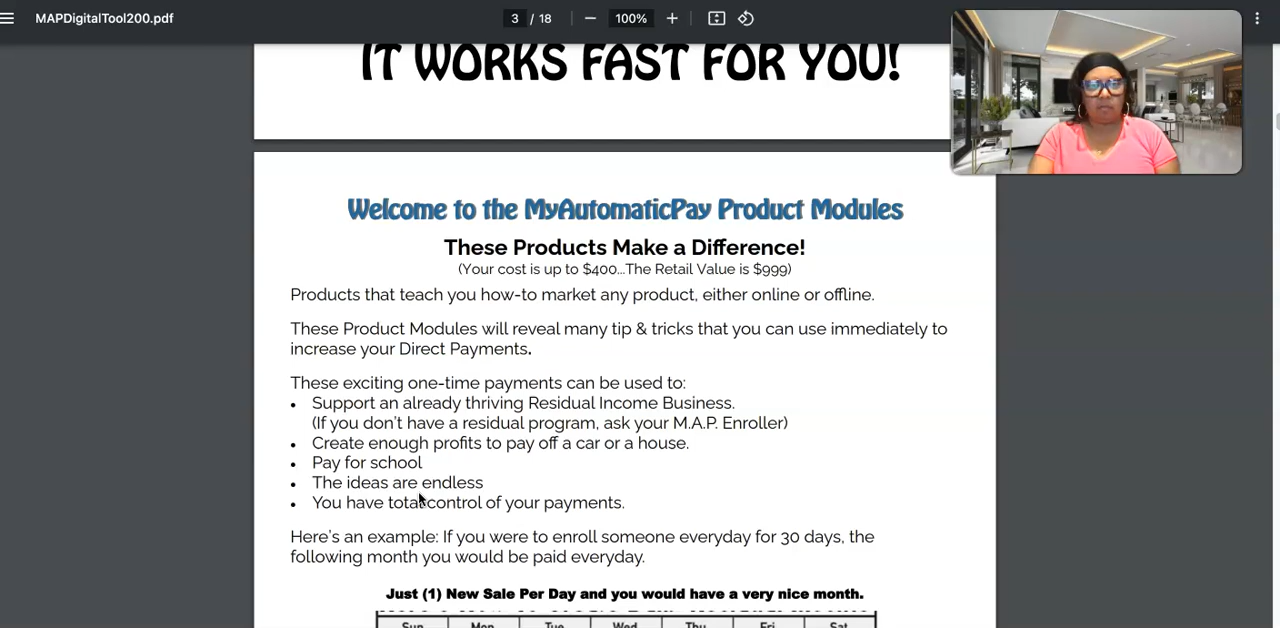 MAPDigitalTool200.pdf
3 / 18
100%
IT WORKS FAST FOR YOU!
Welcome to the MyAutomaticPay Product Modules
These Products Make a Difference!
(Your cost is up to $400...The Retail Value is $999)
Products that teach you how-to market any product, either online or offline.
These Product Modules will reveal many tip & tricks that you can use immediately to
increase your Direct Payments.
These exciting one-time payments can be used to:
• Support an already thriving Residual Income Business.
(If you don't have a residual program, ask your M.A.P. Enroller)
• Create enough profits to pay off a car or a house.
• Pay for school
• The ideas are endless
• You have total control of your payments.
Here's an example: If you were to enroll someone everyday for 30 days, the
following month you would be paid everyday.
Just (1) New Sale Per Day and you would have a very nice month.
Sun Mon Tue Wed Thu Fri Sat